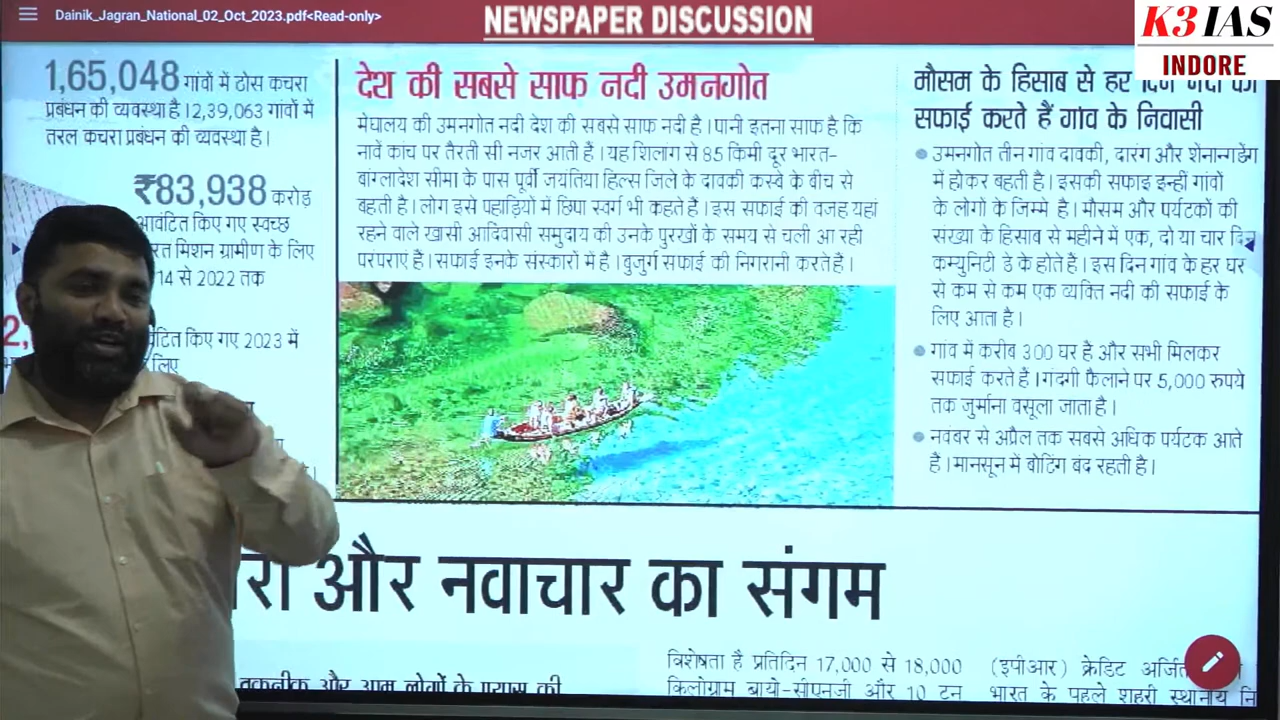 Dainik_Jagran_National_02_Oct_2023.pdf<Read-only>
NEWSPAPER DISCUSSION
K3 IAS
INDORE
1,65,048 गांवों में ठोस कचरा
प्रबंधन की व्यवस्था है।2,39,063 गांवों में
तरल कचरा प्रबंधन की व्यवस्था है।
₹83,938 करोड़
आवंटित किए गए स्वच्छ
मिशन ग्रामीण के लिए
14 से 2022 तक
किए गए 2023 में
लिए
देश की सबसे साफ नदी उमनगोत
मेघालय की उमनगोत नदी देश की सबसे साफ नदी है। पानी इतना साफ है कि
नावें कांच पर तैरती सी नजर आती हैं। यह शिलांग से 85 किमी दूर भारत-
बांग्लादेश सीमा के पास पूर्वी जयंतिया हिल्स जिले के दावकी कस्बे के बीच से
बहती है। लोग इसे पहाड़ियों में छिपा स्वर्ग भी कहते हैं। इस सफाई की वजह यहां
रहने वाले खासी आदिवासी समुदाय की उनके पुरखों के समय से चली आ रही
परंपराएं है। सफाई इनके संस्कारों में है। बुजुर्ग सफाई की निगरानी करते हैं।
मौसम के हिसाब से हर दिन नदी की
सफाई करते हैं गांव के निवासी
● उमनगोत तीन गांव दावकी, दारंग और शेनान्गडेंग
में होकर बहती है। इसकी सफाई इन्हीं गांवों
के लोगों के जिम्मे है। मौसम और पर्यटकों की
संख्या के हिसाब से महीने में एक, दो या चार दिन
कम्युनिटी डे के होते हैं। इस दिन गांव के हर घर
से कम से कम एक व्यक्ति नदी की सफाई के
लिए आता है।
● गांव में करीब 300 घर है और सभी मिलकर
सफाई करते हैं। गंदगी फैलाने पर 5,000 रुपये
तक जुर्माना वसूला जाता है।
● नवंबर से अप्रैल तक सबसे अधिक पर्यटक आते
है। मानसून में बोटिंग बंद रहती है।
और नवाचार का संगम
तकनीक और आम लोगों के प्रयास की
विशेषता है प्रतिदिन 17,000 से 18,000
किलोग्राम बायो-सीएनजी और 10 टन
(इपीआर) क्रेडिट अर्जित
भारत के पहले शहरी स्थानीय